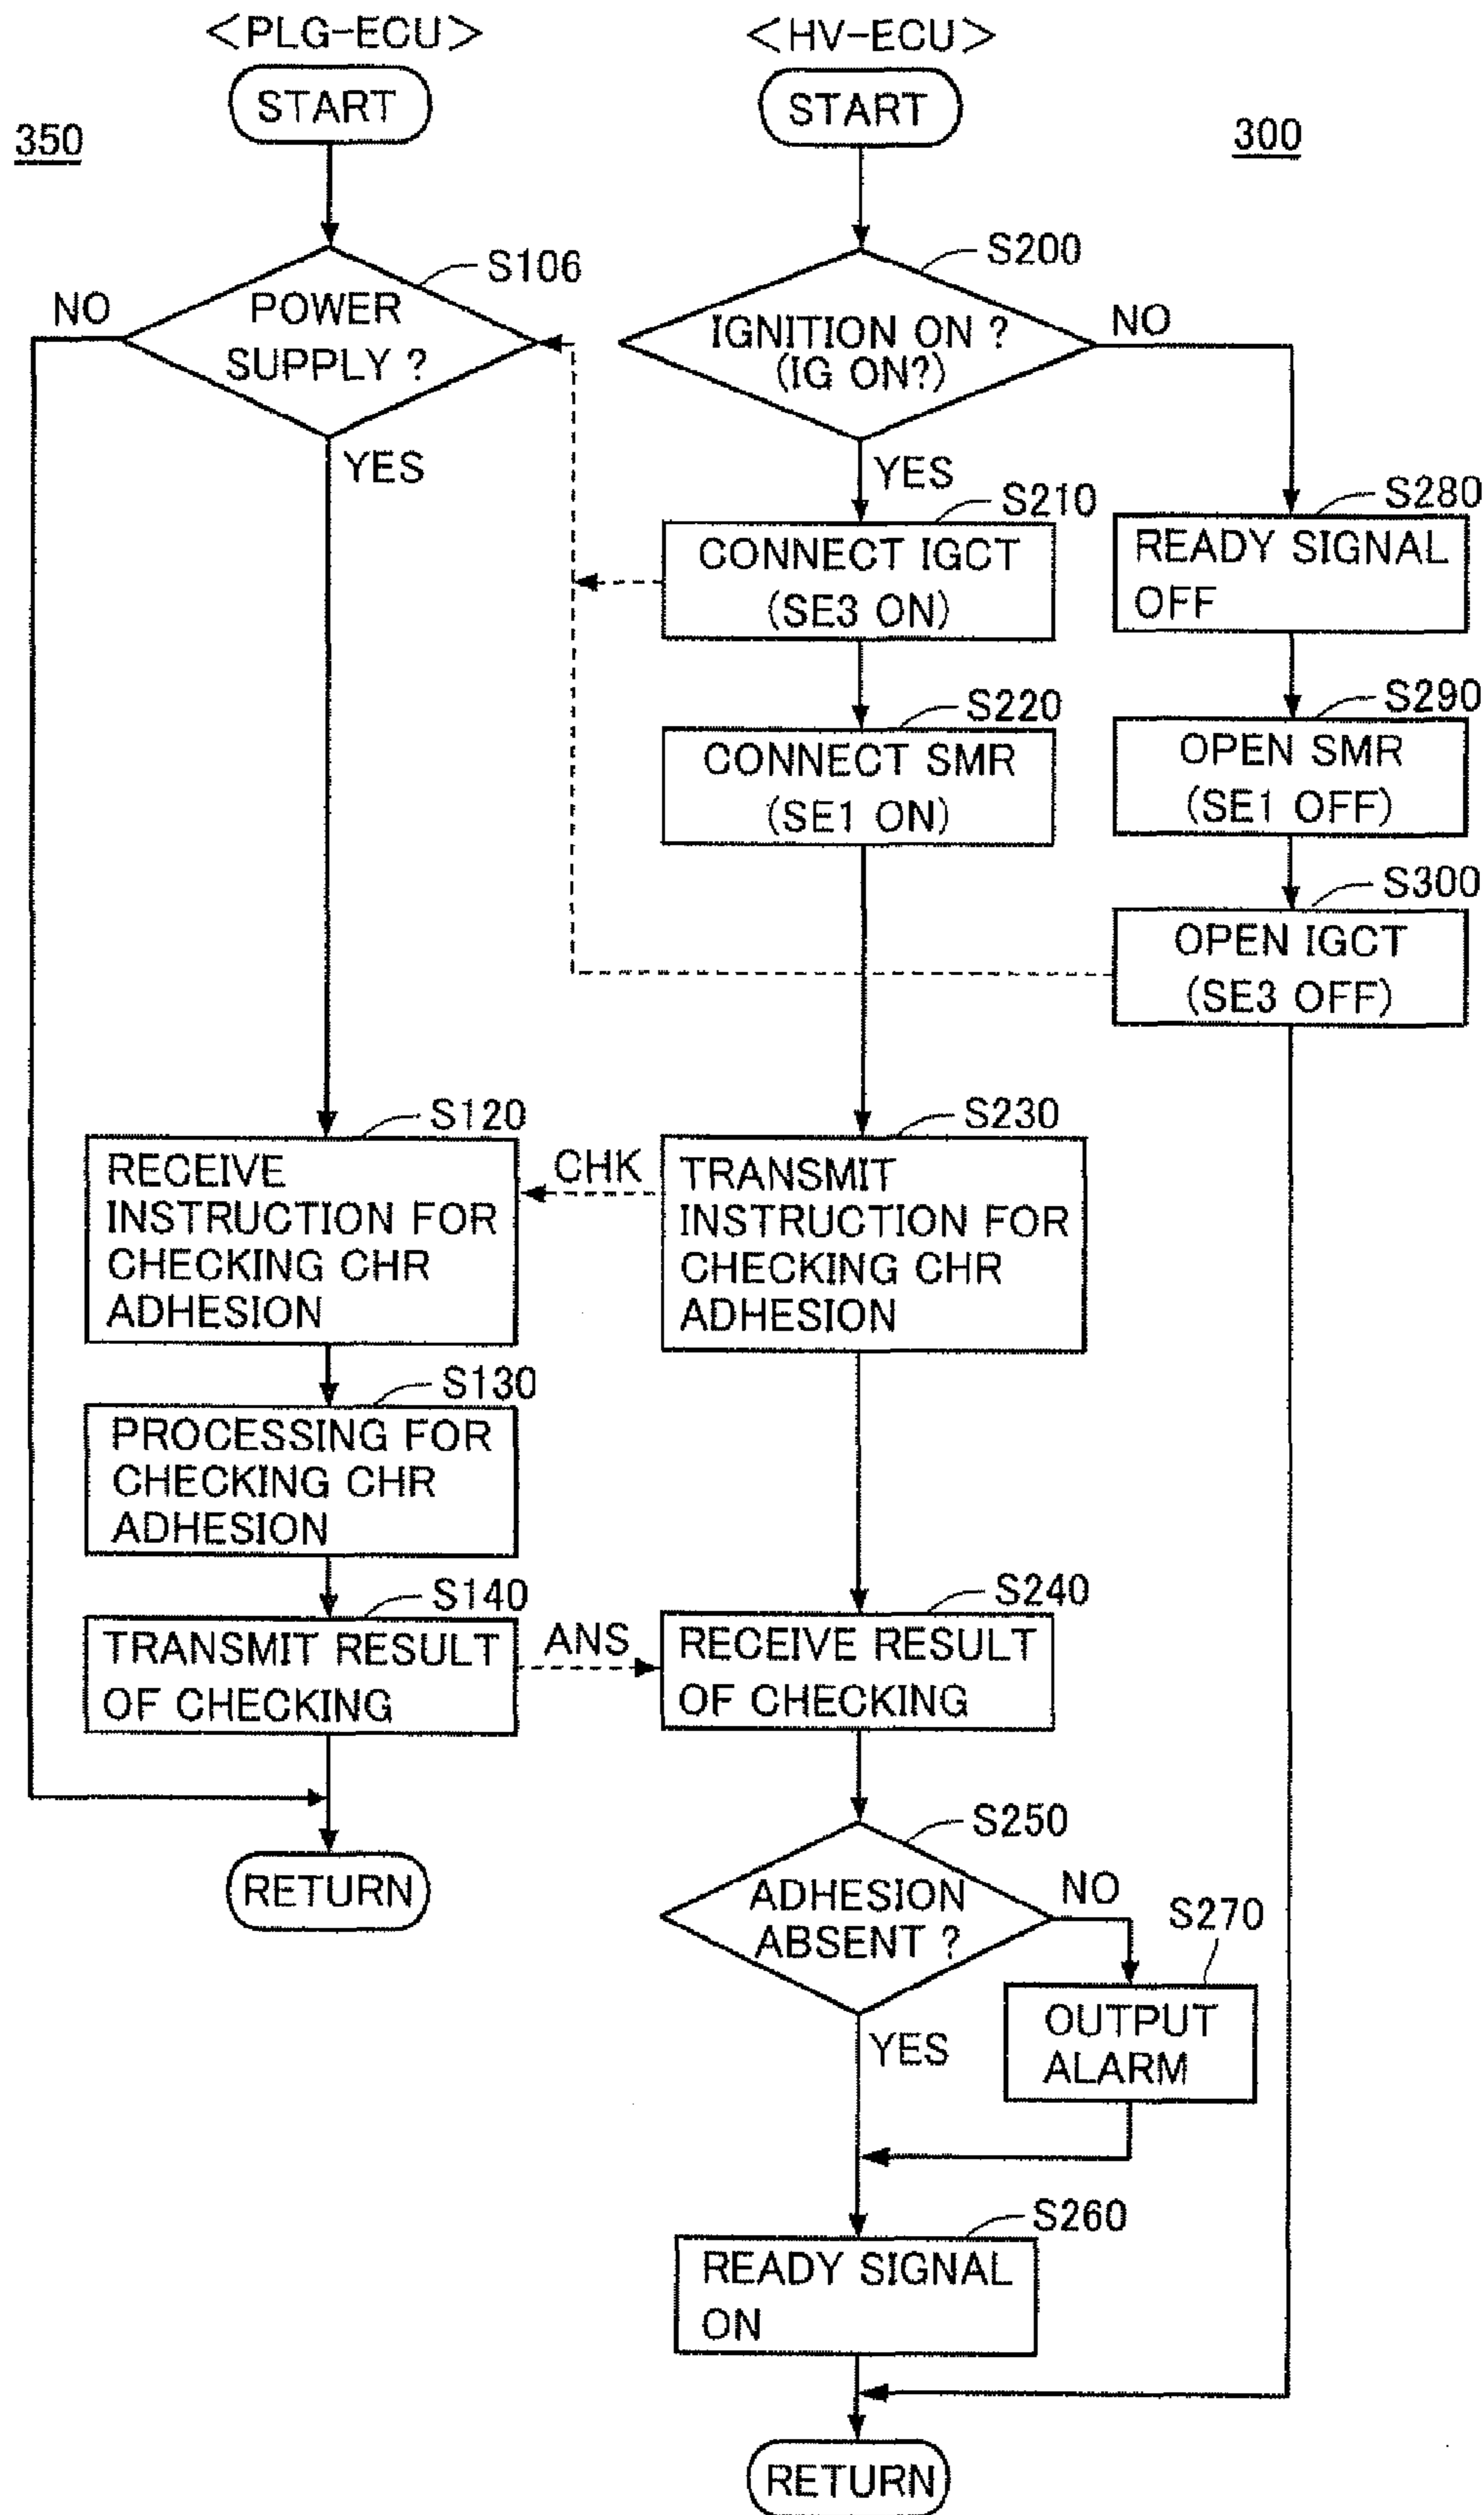 <PLG-ECU>
START
350
S106
POWER
SUPPLY ?
NO
YES
S120
RECEIVE
INSTRUCTION FOR
CHECKING CHR
ADHESION
CHK
S130
PROCESSING FOR
CHECKING CHR
ADHESION
S140
TRANSMIT RESULT
OF CHECKING
ANS
RETURN
<HV-ECU>
START
300
S200
IGNITION ON ?
(IG ON?)
NO
YES
S210
CONNECT IGCT
(SE3 ON)
S220
CONNECT SMR
(SE1 ON)
S280
READY SIGNAL
OFF
S290
OPEN SMR
(SE1 OFF)
S300
OPEN IGCT
(SE3 OFF)
S230
TRANSMIT
INSTRUCTION FOR
CHECKING CHR
ADHESION
S240
RECEIVE RESULT
OF CHECKING
S250
ADHESION
ABSENT ?
NO
YES
S270
OUTPUT
ALARM
S260
READY SIGNAL
ON
RETURN